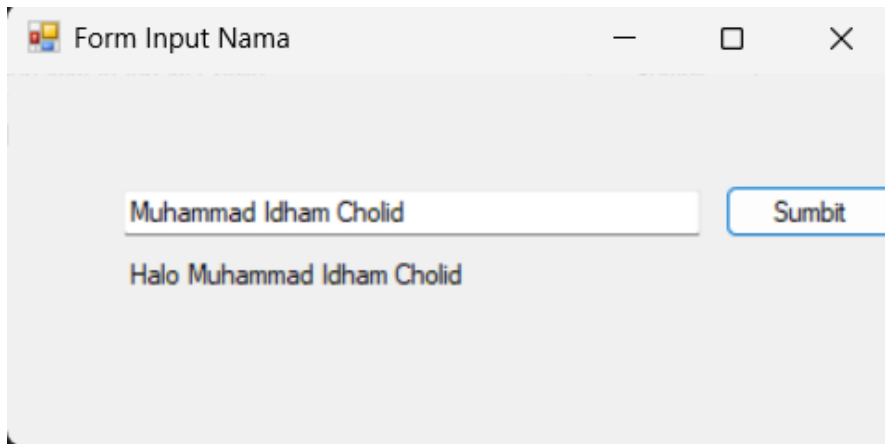 Form Input Nama
Muhammad Idham Cholid Sumbit
Halo Muhammad Idham Cholid